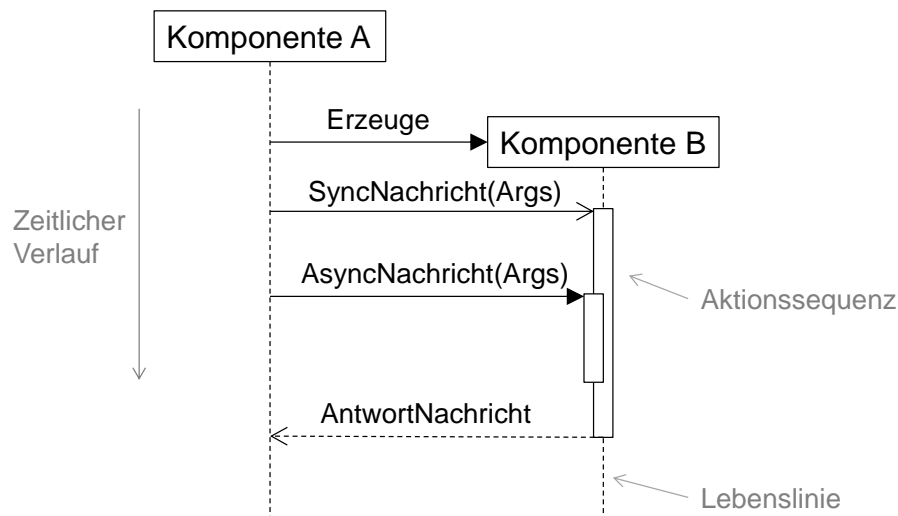 Komponente A
Erzeuge
Komponente B
SyncNachricht(Args)
Zeitlicher
Verlauf
AsyncNachricht(Args)
Aktionssequenz
AntwortNachricht
Lebenslinie